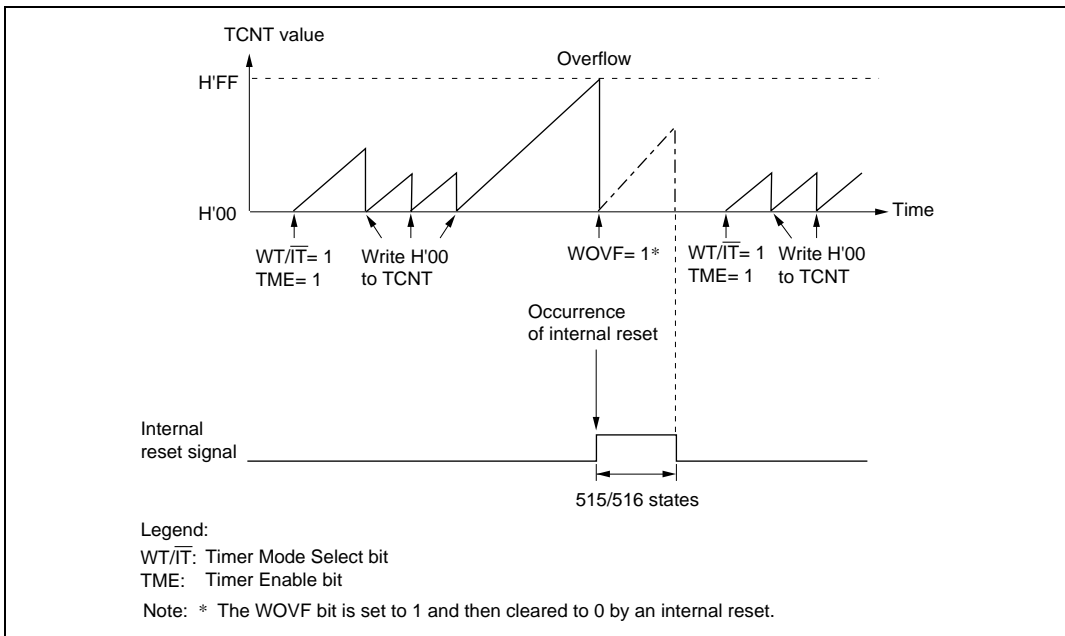 TCNT value
Overflow
H'FF
H'00
Time
WT/I̅T̅= 1
TME= 1
Write H'00
to TCNT
WOVF= 1*
WT/I̅T̅= 1
TME= 1
Write H'00
to TCNT
Occurrence
of internal reset
Internal
reset signal
515/516 states
Legend:
WT/I̅T̅: Timer Mode Select bit
TME: Timer Enable bit
Note: * The WOVF bit is set to 1 and then cleared to 0 by an internal reset.